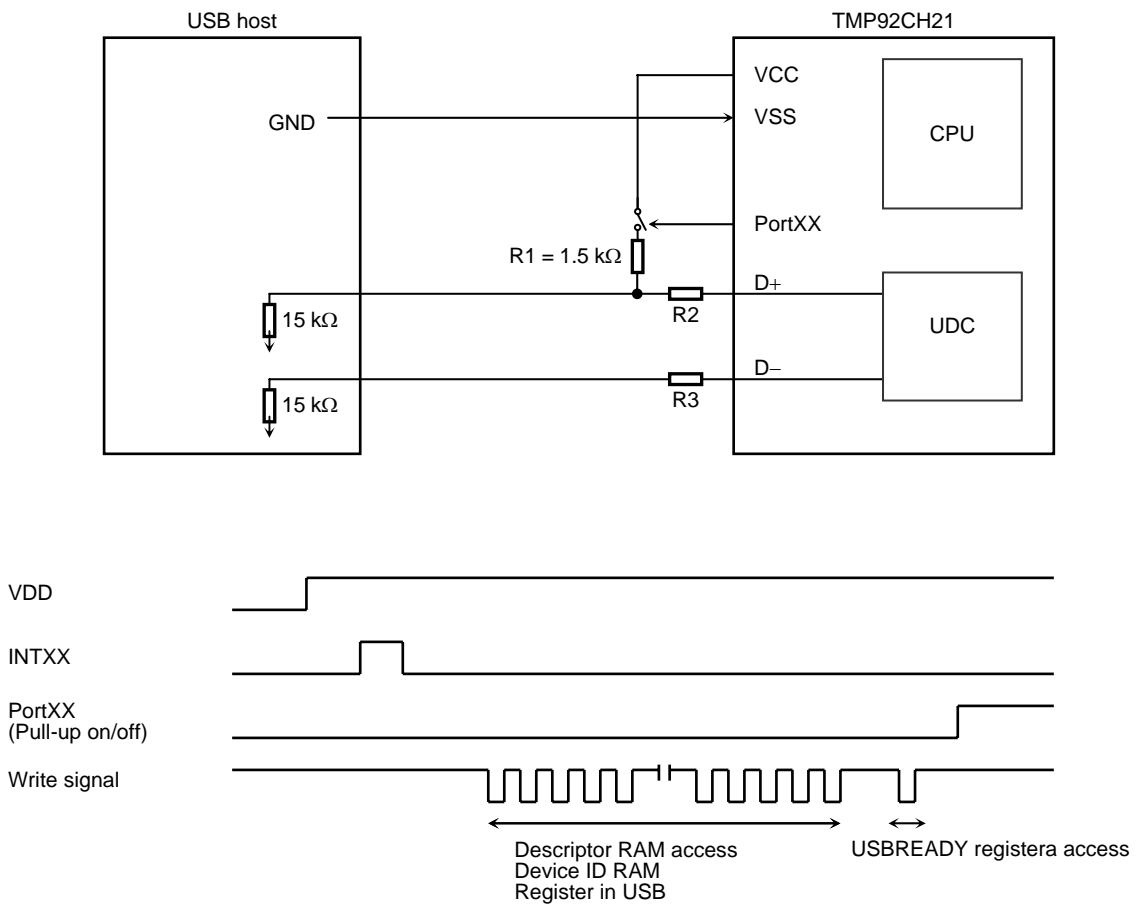 USB host
TMP92CH21
VCC
GND
VSS
CPU
PortXX
R1 = 1.5 kΩ
D+
15 kΩ
R2
UDC
D−
15 kΩ
R3
VDD
INTXX
PortXX
(Pull-up on/off)
Write signal
Descriptor RAM access
Device ID RAM
Register in USB
USBREADY registera access